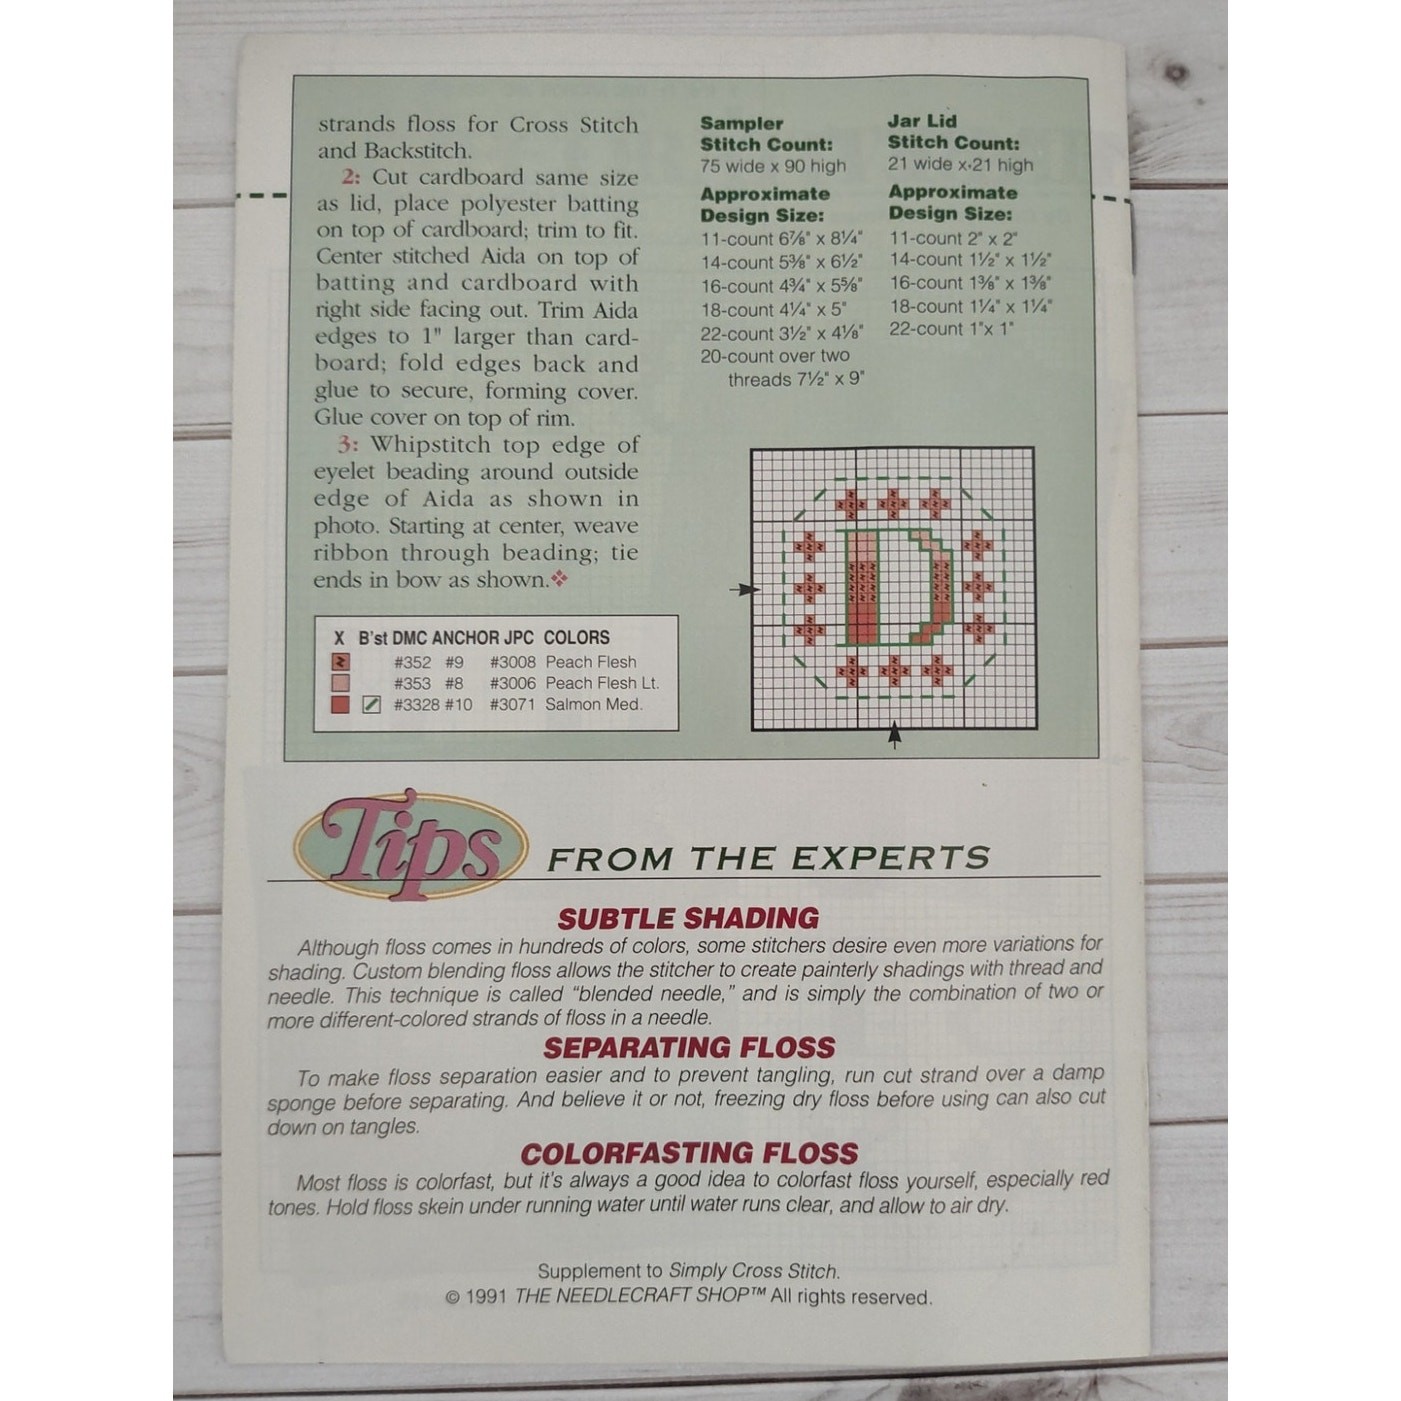 strands floss for Cross Stitch
and Backstitch.
2: Cut cardboard same size
as lid, place polyester batting
on top of cardboard; trim to fit.
Center stitched Aida on top of
batting and cardboard with
right side facing out. Trim Aida
edges to 1" larger than card-
board; fold edges back and
glue to secure, forming cover.
Glue cover on top of rim.
3: Whipstitch top edge of
eyelet beading around outside
edge of Aida as shown in
photo. Starting at center, weave
ribbon through beading; tie
ends in bow as shown.❖
X B'st DMC ANCHOR JPC COLORS
#352 #9 #3008 Peach Flesh
#353 #8 #3006 Peach Flesh Lt.
#3328 #10 #3071 Salmon Med.
Sampler
Stitch Count:
75 wide x 90 high
Approximate
Design Size:
11-count 6⅞" x 8¼"
14-count 5⅜" x 6½"
16-count 4¾" x 5⅝"
18-count 4¼" x 5"
22-count 3½" x 4⅛"
20-count over two
threads 7½" x 9"
Jar Lid
Stitch Count:
21 wide x 21 high
Approximate
Design Size:
11-count 2" x 2"
14-count 1½" x 1½"
16-count 1⅜" x 1⅜"
18-count 1¼" x 1¼"
22-count 1"x 1"
D
Tips FROM THE EXPERTS
SUBTLE SHADING
Although floss comes in hundreds of colors, some stitchers desire even more variations for
shading. Custom blending floss allows the stitcher to create painterly shadings with thread and
needle. This technique is called "blended needle," and is simply the combination of two or
more different-colored strands of floss in a needle.
SEPARATING FLOSS
To make floss separation easier and to prevent tangling, run cut strand over a damp
sponge before separating. And believe it or not, freezing dry floss before using can also cut
down on tangles.
COLORFASTING FLOSS
Most floss is colorfast, but it's always a good idea to colorfast floss yourself, especially red
tones. Hold floss skein under running water until water runs clear, and allow to air dry.
Supplement to Simply Cross Stitch.
© 1991 THE NEEDLECRAFT SHOP™ All rights reserved.